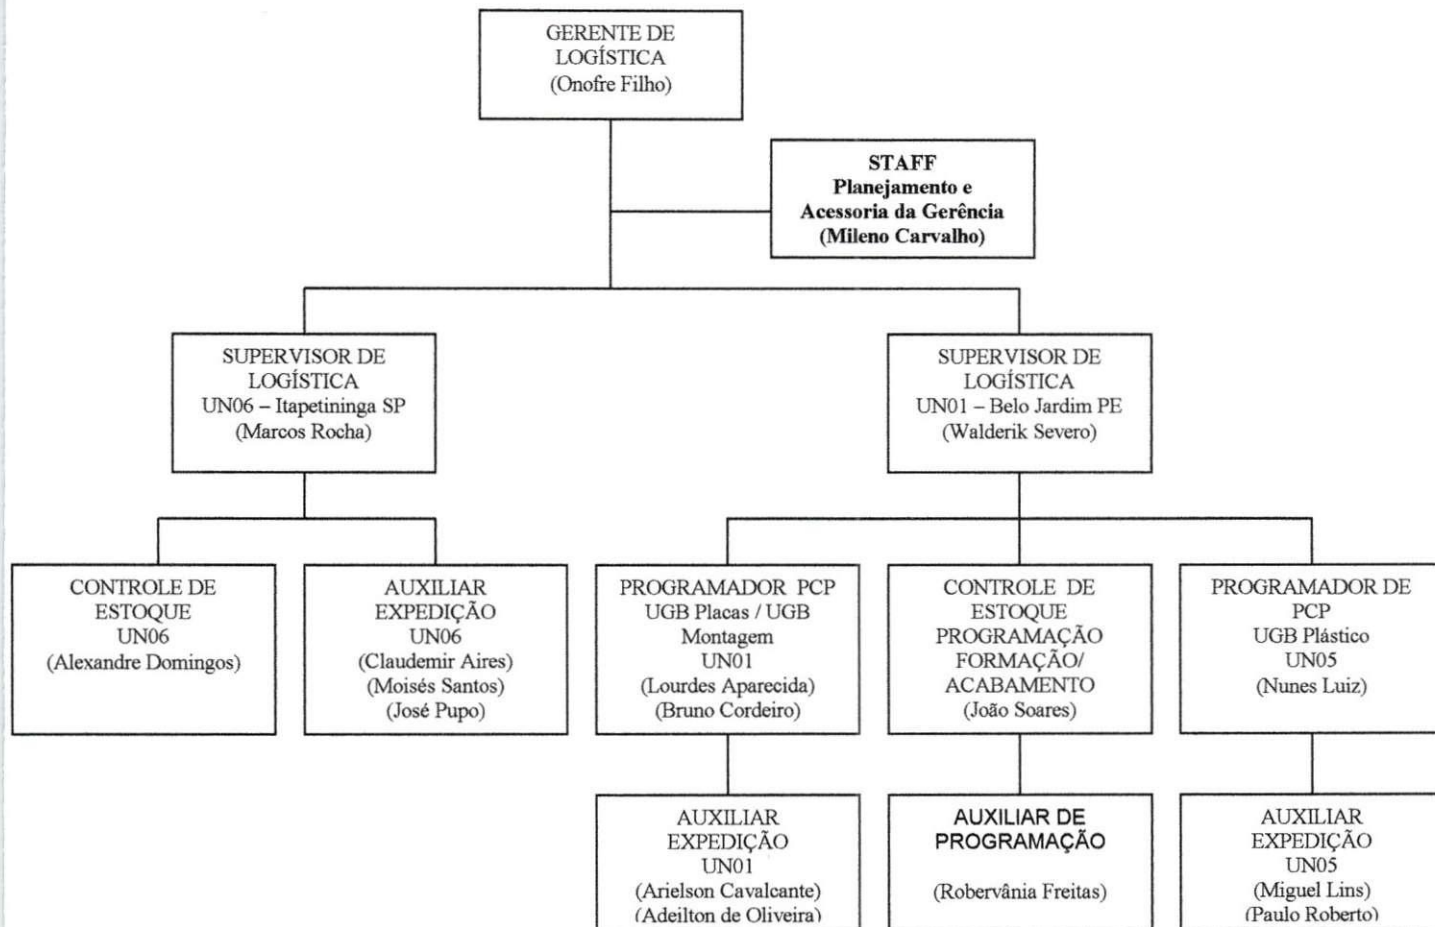 GERENTE DE
LOGÍSTICA
(Onofre Filho)
STAFF
Planejamento e
Acessoria da Gerência
(Mileno Carvalho)
SUPERVISOR DE
LOGÍSTICA
UN06 – Itapetininga SP
(Marcos Rocha)
SUPERVISOR DE
LOGÍSTICA
UN01 – Belo Jardim PE
(Walderik Severo)
CONTROLE DE
ESTOQUE
UN06
(Alexandre Domingos)
AUXILIAR
EXPEDIÇÃO
UN06
(Claudemir Aires)
(Moisés Santos)
(José Pupo)
PROGRAMADOR PCP
UGB Placas / UGB
Montagem
UN01
(Lourdes Aparecida)
(Bruno Cordeiro)
CONTROLE DE
ESTOQUE
PROGRAMAÇÃO
FORMAÇÃO/
ACABAMENTO
(João Soares)
PROGRAMADOR DE
PCP
UGB Plástico
UN05
(Nunes Luiz)
AUXILIAR
EXPEDIÇÃO
UN01
(Arielson Cavalcante)
(Adeilton de Oliveira)
AUXILIAR DE
PROGRAMAÇÃO
(Robervânia Freitas)
AUXILIAR
EXPEDIÇÃO
UN05
(Miguel Lins)
(Paulo Roberto)